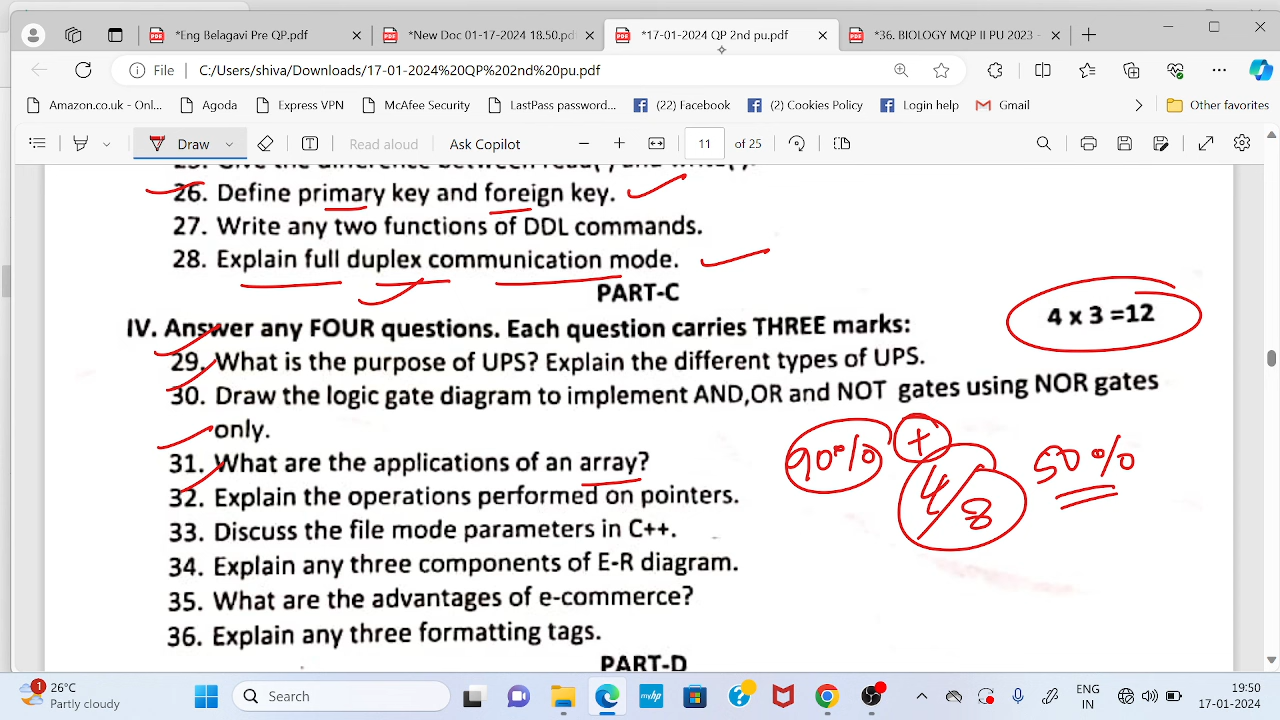 *Eng Belagavi Pre QP.pdf
*New Doc 01-17-2024 18.50.pd
*17-01-2024 QP 2nd pu.pdf
*36. BIOLOGY MQP II PU 2023 -
File
C:/Users/shiva/Downloads/17-01-2024%20QP%202nd%20pu.pdf
Amazon.co.uk - Onl...
Agoda
Express VPN
McAfee Security
LastPass password...
(22) Facebook
(2) Cookies Policy
Login help
Gmail
Other favorites
Draw
Read aloud
Ask Copilot
11 of 25
26. Define primary key and foreign key.
27. Write any two functions of DDL commands.
28. Explain full duplex communication mode.
PART-C
IV. Answer any FOUR questions. Each question carries THREE marks:
4 x 3 =12
29. What is the purpose of UPS? Explain the different types of UPS.
30. Draw the logic gate diagram to implement AND,OR and NOT gates using NOR gates
only.
90% + 4/8 50%
31. What are the applications of an array?
32. Explain the operations performed on pointers.
33. Discuss the file mode parameters in C++.
34. Explain any three components of E-R diagram.
35. What are the advantages of e-commerce?
36. Explain any three formatting tags.
PART-D
1
26°C
Partly cloudy
Search
myhp
ENG
IN
19:50
17-01-2024